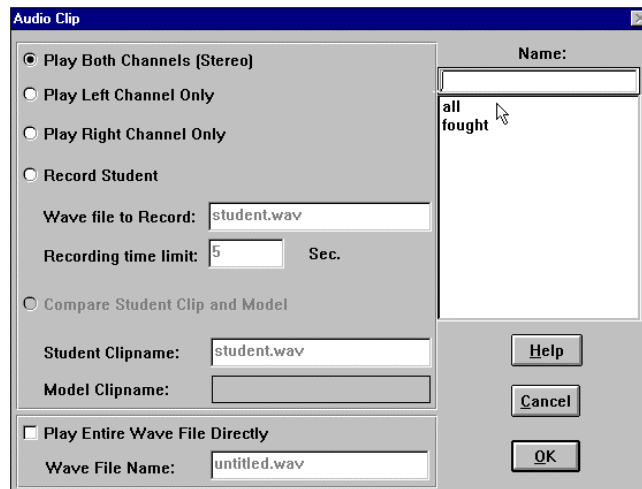 Audio Clip
Play Both Channels (Stereo)
Play Left Channel Only
Play Right Channel Only
Record Student
Wave file to Record: student.wav
Recording time limit: 5 Sec.
Compare Student Clip and Model
Student Clipname: student.wav
Model Clipname:
Play Entire Wave File Directly
Wave File Name: untitled.wav
Name:
all
fought
Help
Cancel
OK